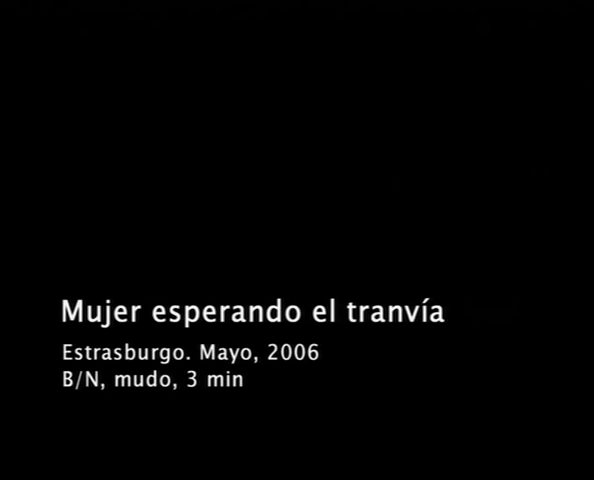 Mujer esperando el tranvía
Estrasburgo. Mayo, 2006
B/N, mudo, 3 min